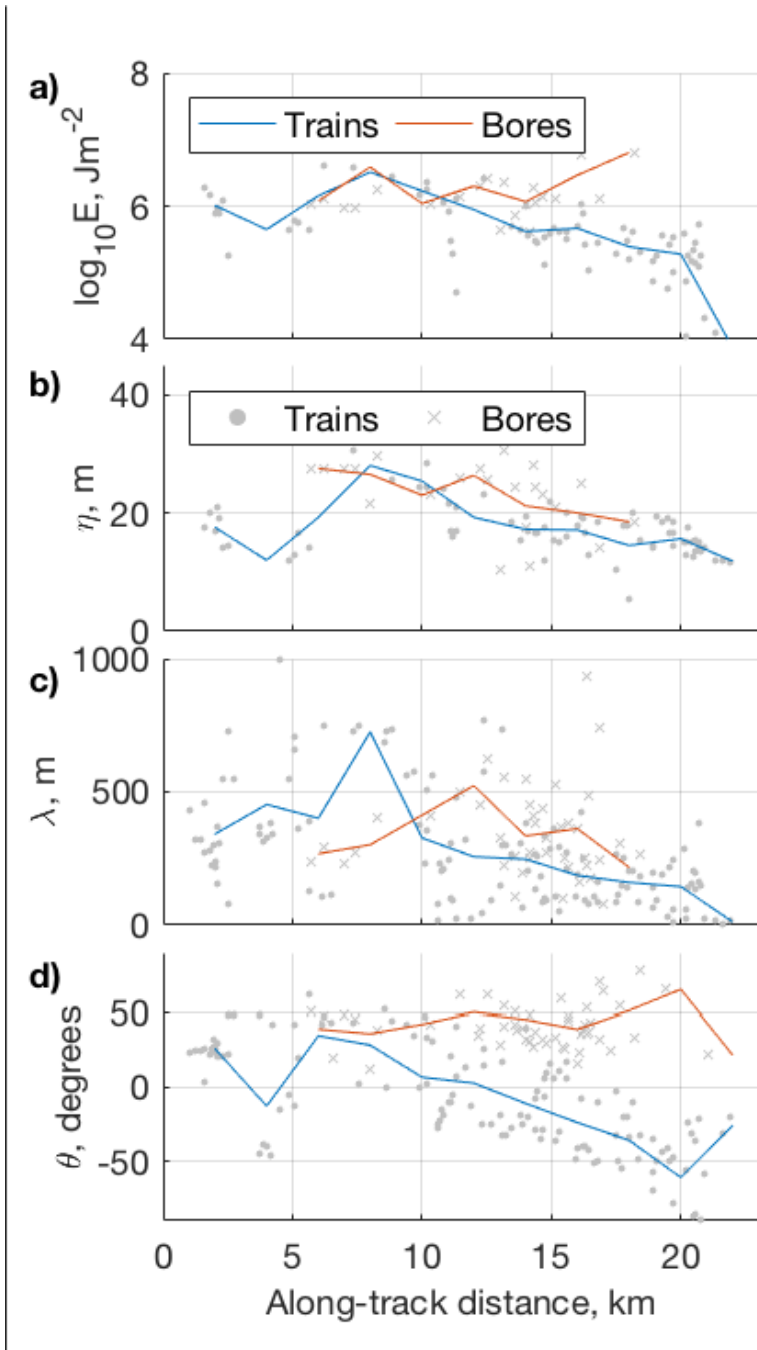 a)
8
6
4
log10E, Jm-2
Trains Bores
b)
40
20
0
η, m
Trains Bores
c)
1000
500
0
λ, m
d)
50
0
-50
θ, degrees
0 5 10 15 20
Along-track distance, km